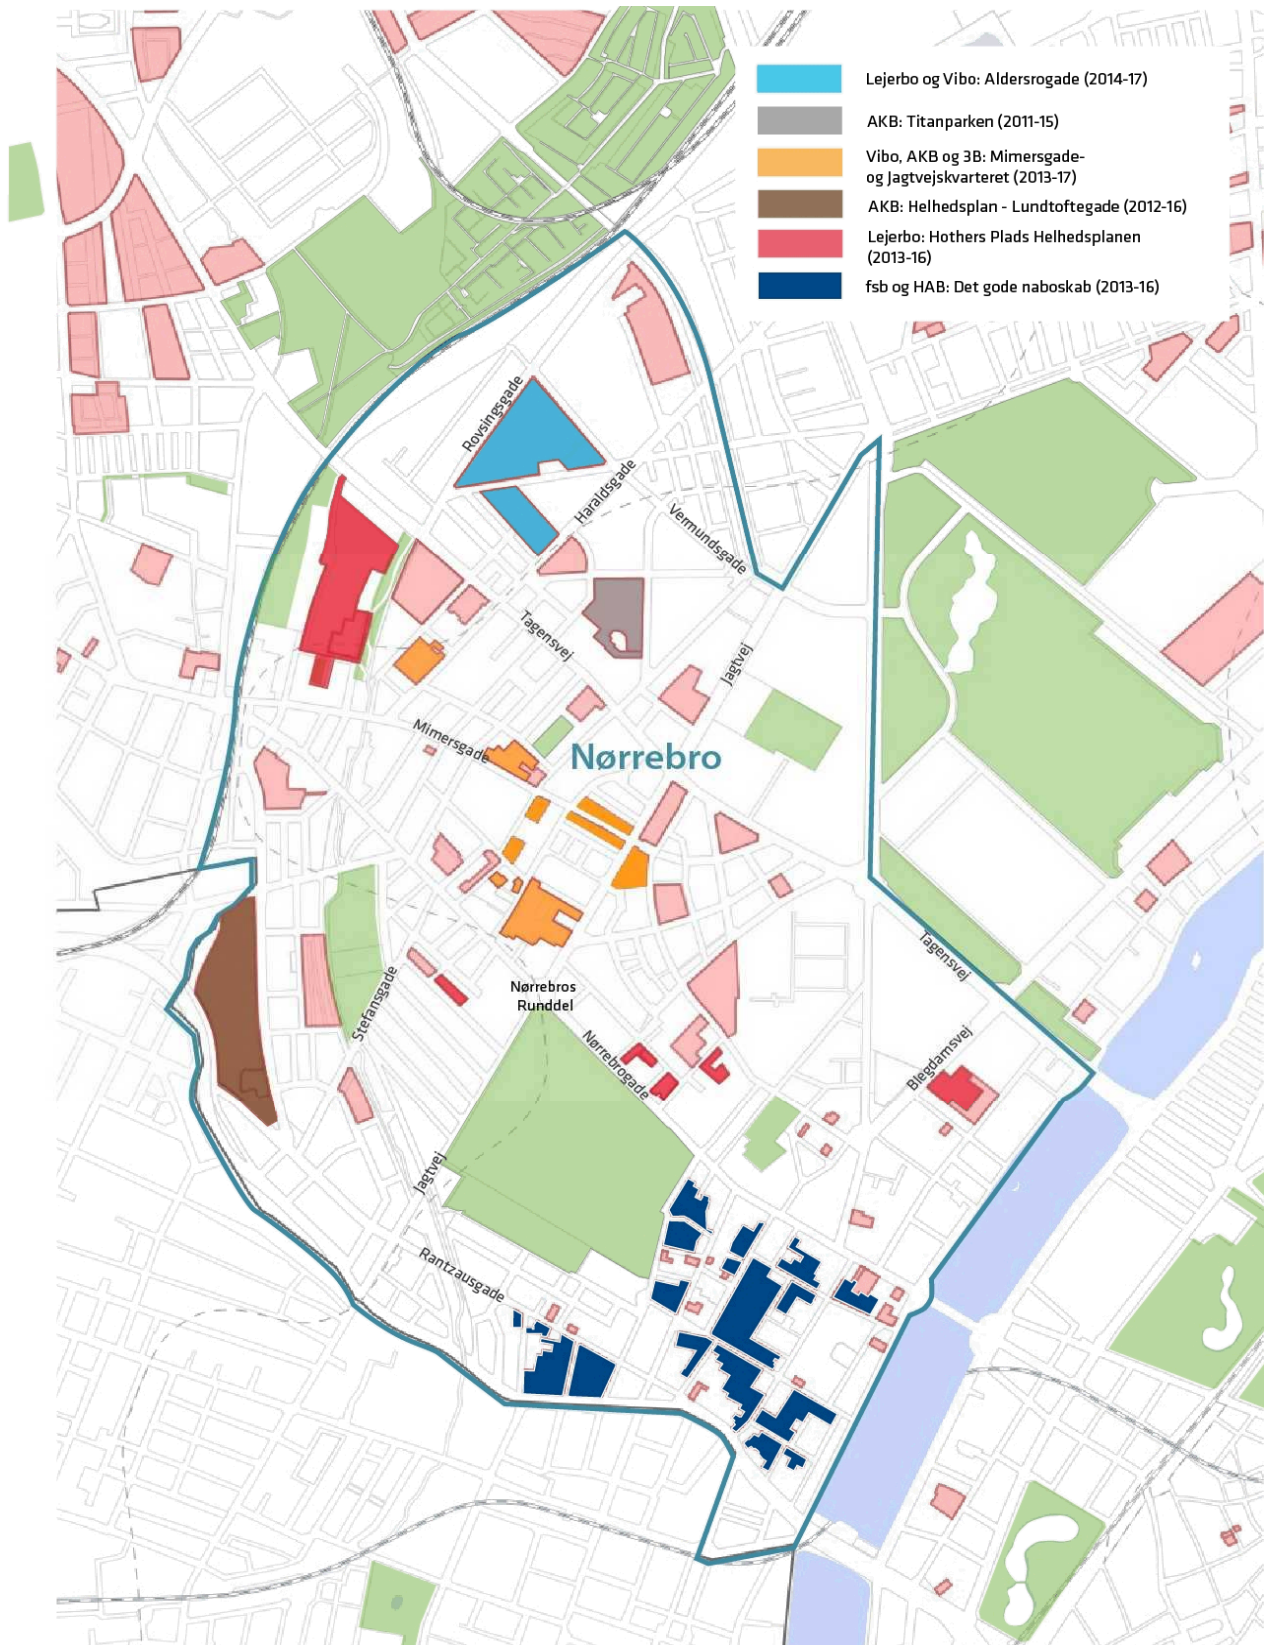 Lejerbo og Vibo: Aldersrogade (2014-17)
AKB: Titanparken (2011-15)
Vibo, AKB og 3B: Mimersgade-
og Jagtvejskvarteret (2013-17)
AKB: Helhedsplan - Lundtoftegade (2012-16)
Lejerbo: Hothers Plads Helhedsplanen
(2013-16)
fsb og HAB: Det gode naboskab (2013-16)
Rovsingsgade
Haraldsgade
Vermundsgade
Tagensvej
Jagtvej
Mimersgade
Nørrebro
Tagensvej
Stefansgade
Nørrebros
Runddel
Nørrebrogade
Blegdamsvej
Jagtvej
Rantzausgade